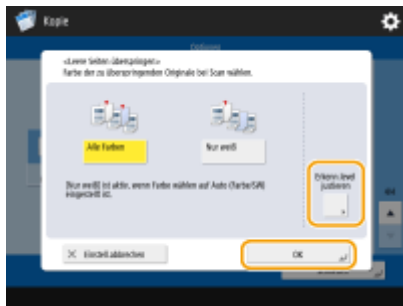 Kopie
Optionen
<Leere Seiten überspringen>
Farbe der zu überspringenden Originale bei Scan wählen.
Alle Farben
Nur weiß
Erkenn.level
justieren
[Nur weiß] ist aktiv, wenn Farbe wählen auf Auto (Farbe/SW)
eingestellt ist.
Einstell.abbrechen
OK